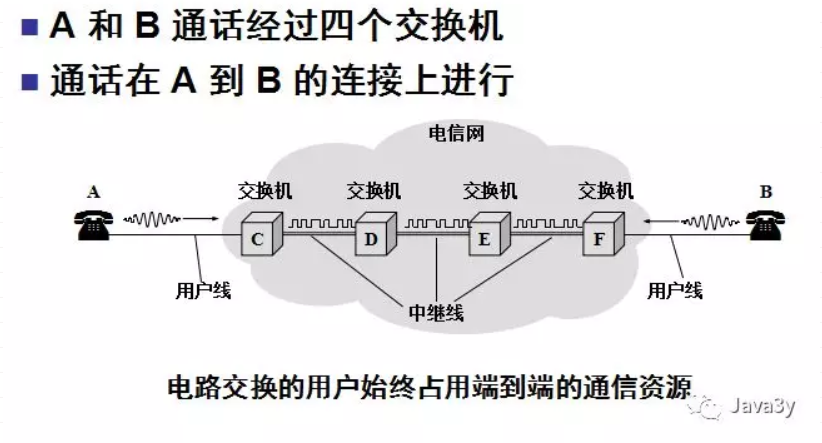 A 和 B 通话经过四个交换机
通话在 A 到 B 的连接上进行
电信网
A 交换机 交换机 交换机 交换机 B
C D E F
用户线 中继线 用户线
电路交换的用户始终占用端到端的通信资源
Java3y